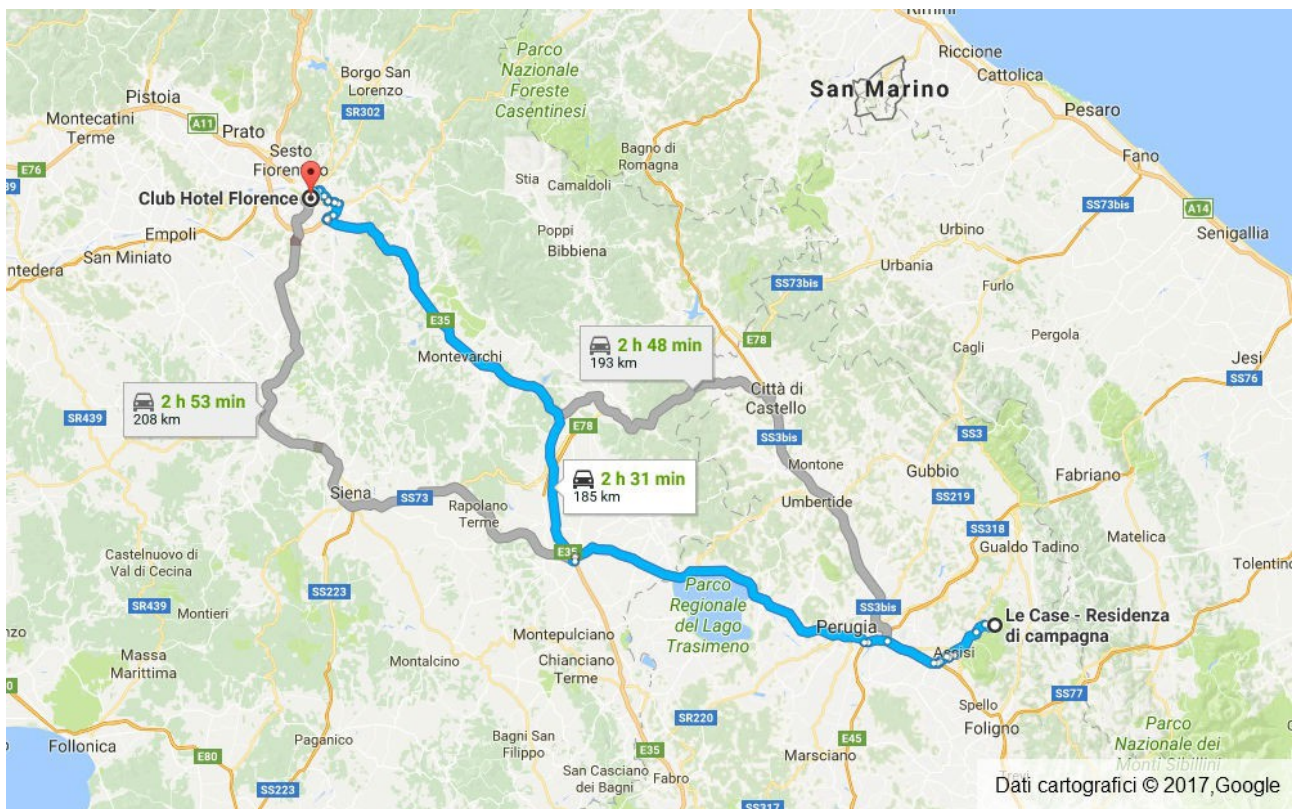 Rimini
Riccione
Cattolica
San Marino
Pesaro
Fano
Parco
Nazionale
Foreste
Casentinesi
Borgo San
Lorenzo
SR302
Pistoia
A11
Montecatini
Terme
Prato
Sesto
Fiorentino
E76
Bagno di
Romagna
Stia
Camaldoli
Club Hotel Florence
SS73bis
A14
Senigallia
Empoli
San Miniato
Poppi
Bibbiena
Urbino
Urbania
SS73bis
Furlo
E35
Montevarchi
2 h 48 min
193 km
E78
Pergola
Cagli
Jesi
SS76
2 h 53 min
208 km
SR439
E78
Città di
Castello
SS3bis
SS3
Montone
Gubbio
Fabriano
2 h 31 min
185 km
Siena
SS73
Rapolano
Terme
Umbertide
SS219
SS318
Matelica
Gualdo Tadino
Tolentino
E35
Castelnuovo di
Val di Cecina
SS223
SR439
Montieri
Parco
Regionale
del Lago
Trasimeno
SS3bis
Perugia
Le Case - Residenza
di campagna
Assisi
Montepulciano
Chianciano
Terme
Montalcino
Massa
Marittima
SS77
Spello
Foligno
SR220
Parco
Nazionale dei
Monti Sibillini
Follonica
Paganico
Bagni San
Filippo
E35
E45
Marsciano
E80
SS223
San Casciano
dei Bagni
Fabro
SS317
Trevi
Dati cartografici © 2017,Google